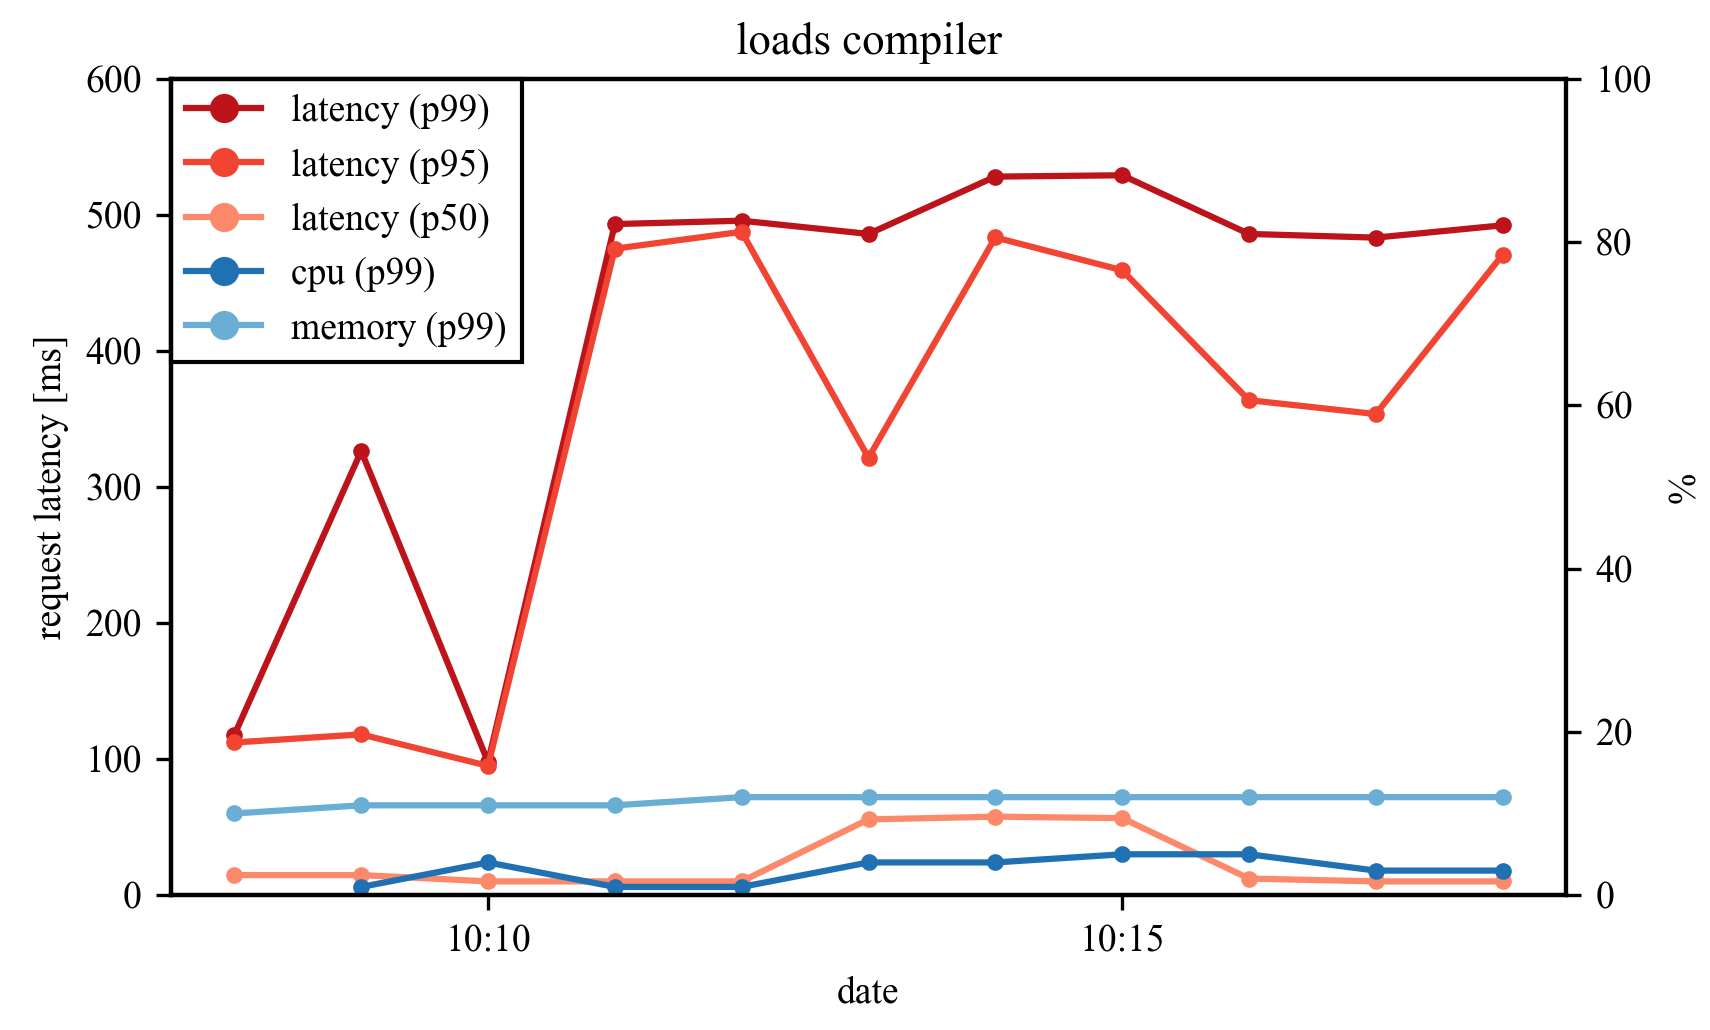 loads compiler
latency (p99)
latency (p95)
latency (p50)
cpu (p99)
memory (p99)
request latency [ms]
600
500
400
300
200
100
0
100
80
60
40
20
0
%
10:10
10:15
date